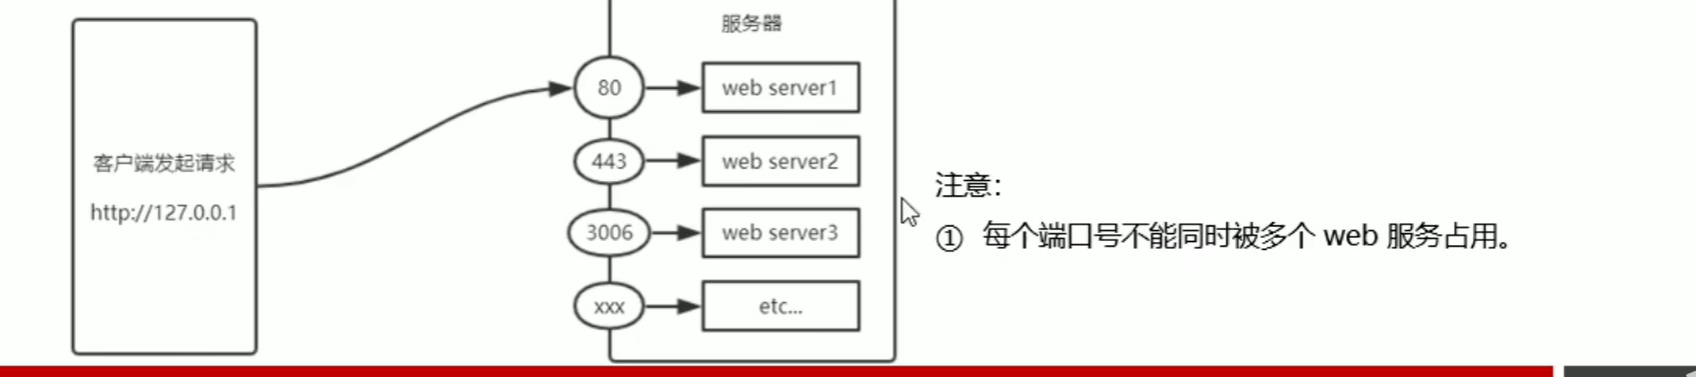 服务器
80
web server1
客户端发起请求
http://127.0.0.1
443
web server2
3006
web server3
xxx
etc...
注意：
① 每个端口号不能同时被多个 web 服务占用。